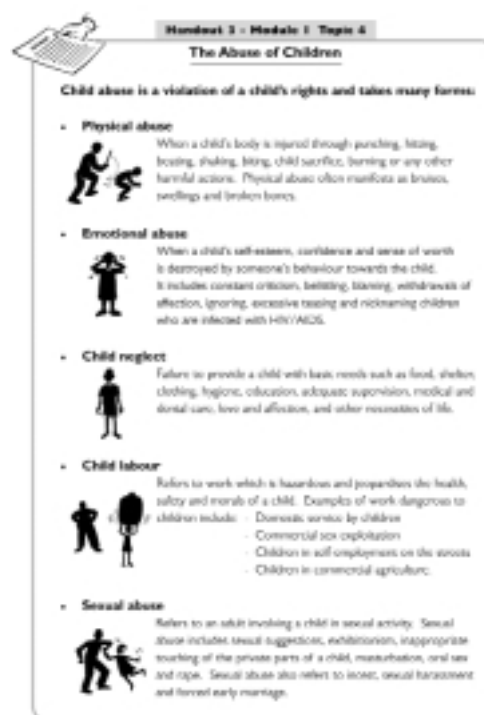 Handout 3 - Module 1 Topic 6
The Abuse of Children
Child abuse is a violation of a child's rights and takes many forms:
• Physical abuse
When a child's body is injured through punching, hitting,
beating, shaking, biting, child sacrifice, burning or any other
harmful actions. Physical abuse often manifests as bruises,
swellings and broken bones.
• Emotional abuse
When a child's self-esteem, confidence and sense of worth
is destroyed by someone's behaviour towards the child.
It includes constant criticism, belittling, blaming, withdrawals of
affection, ignoring, excessive teasing and nicknaming children
who are infected with HIV/AIDS.
• Child neglect
Failure to provide a child with basic needs such as food, shelter,
clothing, hygiene, education, adequate supervision, medical and
dental care, love and affection, and other necessities of life.
• Child labour
Refers to work which is hazardous and jeopardises the health,
safety and morals of a child. Examples of work dangerous to
children include: - Domestic service by children
- Commercial sex exploitation
- Children in self employment on the streets
- Children in commercial agriculture.
• Sexual abuse
Refers to an adult involving a child in sexual activity. Sexual
abuse includes sexual suggestions, exhibitionism, inappropriate
touching of the private parts of a child, masturbation, oral sex
and rape. Sexual abuse also refers to incest, sexual harassment
and forced early marriage.